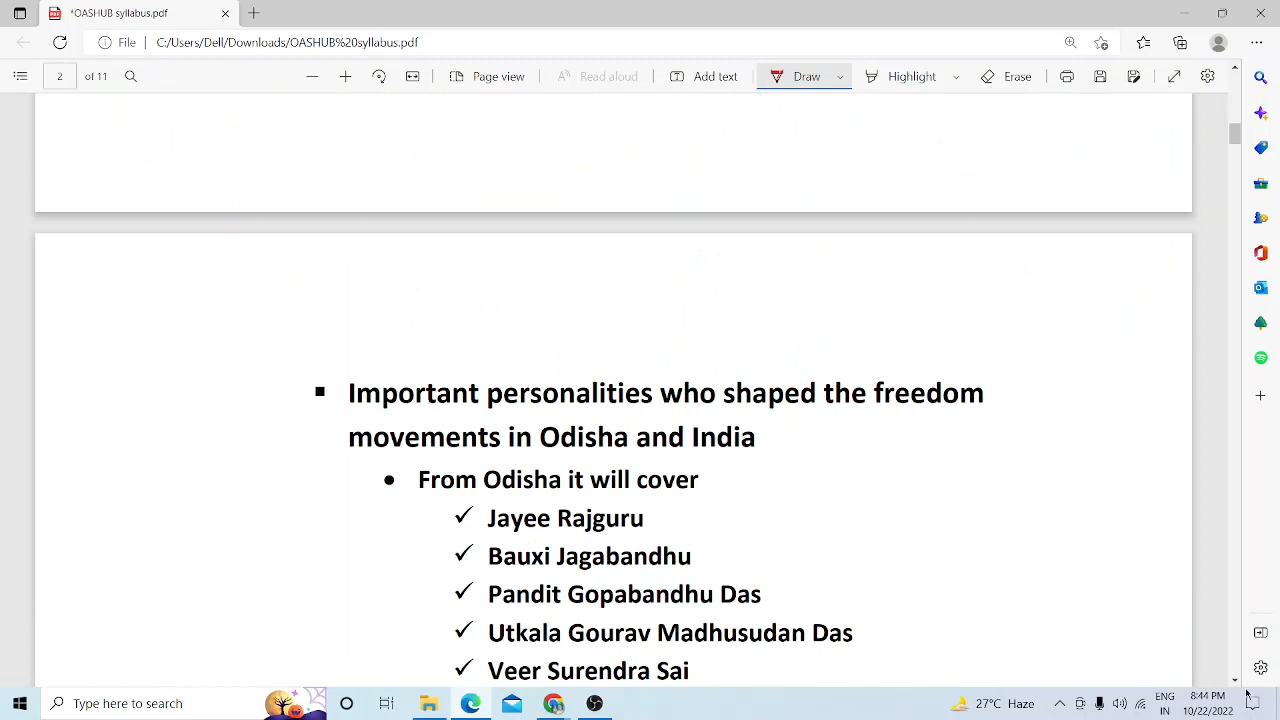 *OASHUB syllabus.pdf
File C:/Users/Dell/Downloads/OASHUB%20syllabus.pdf
2 of 11 Page view Read aloud Add text Draw Highlight Erase
Important personalities who shaped the freedom
movements in Odisha and India
From Odisha it will cover
Jayee Rajguru
Bauxi Jagabandhu
Pandit Gopabandhu Das
Utkala Gourav Madhusudan Das
Veer Surendra Sai
Type here to search
27°C Haze
ENG
IN
8:44 PM
10/22/2022